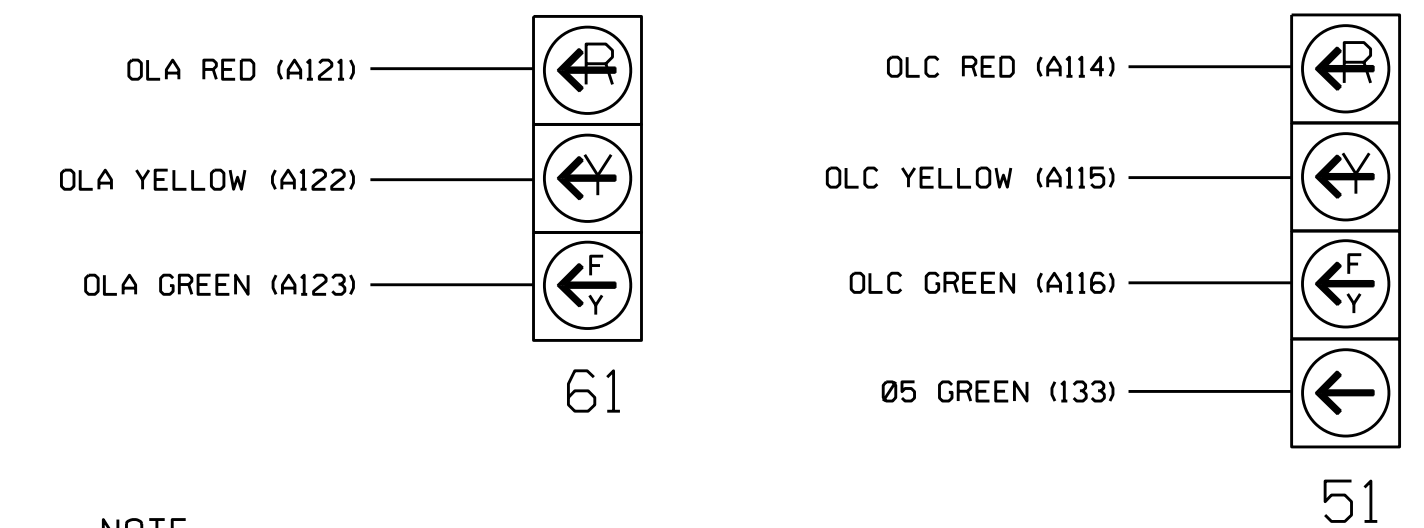 OLA RED (A121)
R
OLA YELLOW (A122)
Y
OLA GREEN (A123)
F
Y
61
OLC RED (A114)
R
OLC YELLOW (A115)
Y
OLC GREEN (A116)
F
Y
Ø5 GREEN (133)
51
NOTE